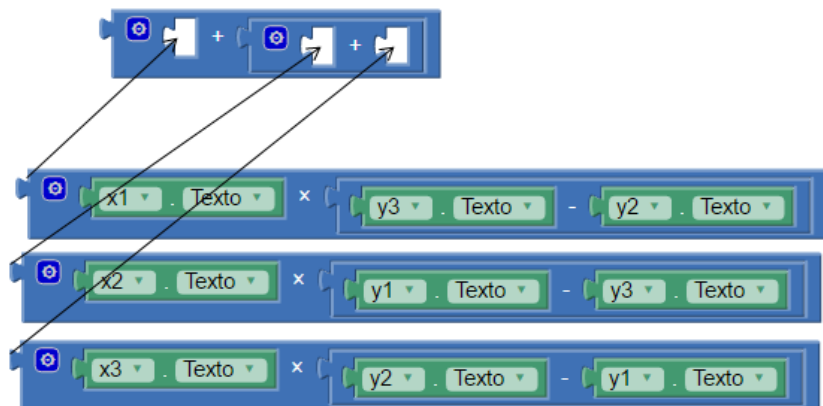 + +
x1 . Texto × y3 . Texto - y2 . Texto
x2 . Texto × y1 . Texto - y3 . Texto
x3 . Texto × y2 . Texto - y1 . Texto